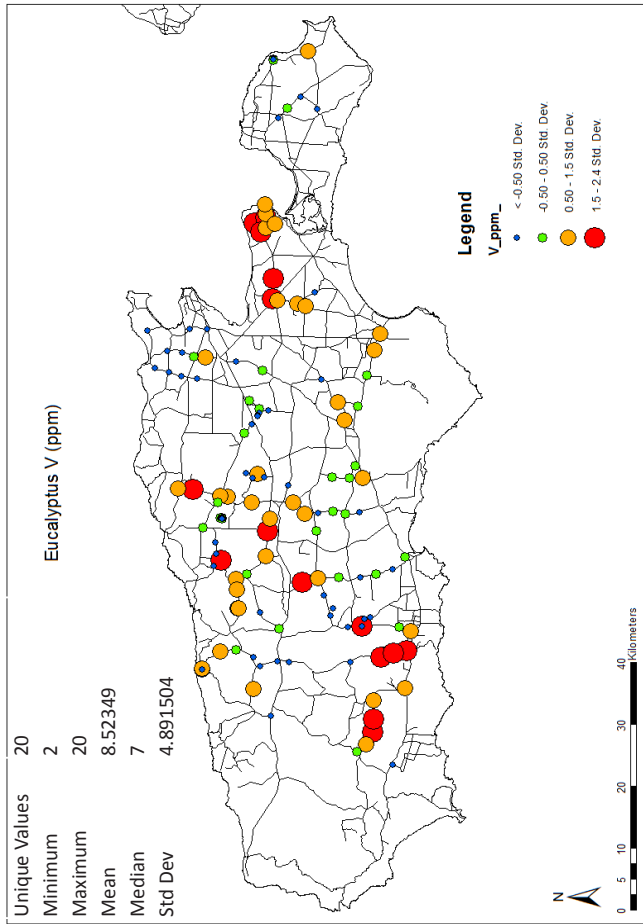 Unique Values 20
Minimum 2
Maximum 20
Mean 8.52349
Median 7
Std Dev 4.891504
Eucalyptus V (ppm)
Legend
V_ppm_
< -0.50 Std. Dev.
-0.50 - 0.50 Std. Dev.
0.50 - 1.5 Std. Dev.
1.5 - 2.4 Std. Dev.
N
0 5 10 20 30 40
Kilometers